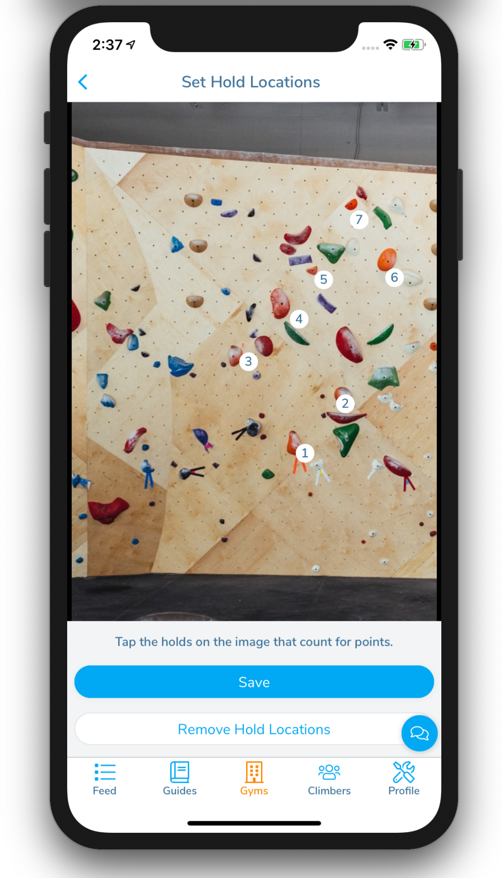 2:37
Set Hold Locations
7
6
5
4
3
2
1
Tap the holds on the image that count for points.
Save
Remove Hold Locations
Feed
Guides
Gyms
Climbers
Profile